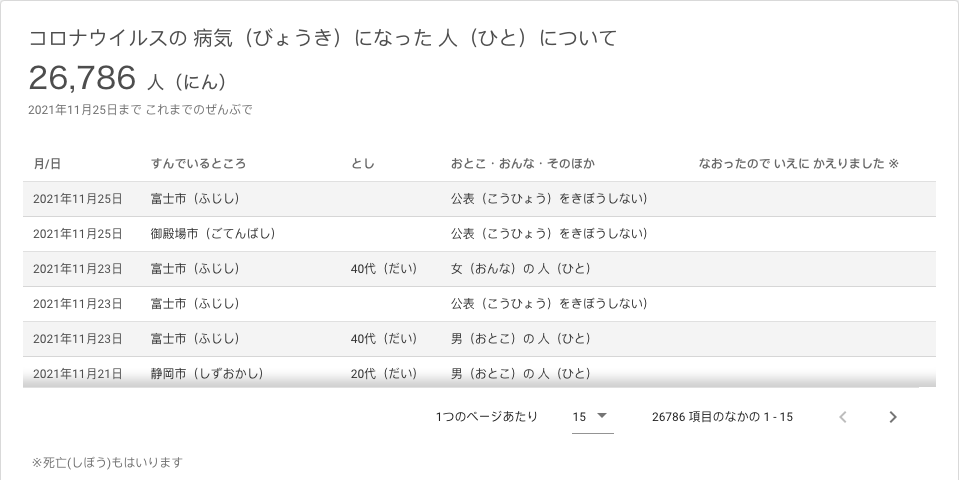 コロナウイルスの 病気（びょうき）になった 人（ひと）について
26,786 人（にん）
2021年11月25日まで これまでのぜんぶで
月/日 すんでいるところ とし おとこ・おんな・そのほか なおったので いえに かえりました ※
2021年11月25日 富士市（ふじし） 公表（こうひょう）をきぼうしない）
2021年11月25日 御殿場市（ごてんばし） 公表（こうひょう）をきぼうしない）
2021年11月23日 富士市（ふじし） 40代（だい） 女（おんな）の 人（ひと）
2021年11月23日 富士市（ふじし） 公表（こうひょう）をきぼうしない）
2021年11月23日 富士市（ふじし） 40代（だい） 男（おとこ）の 人（ひと）
2021年11月21日 静岡市（しずおかし） 20代（だい） 男（おとこ）の 人（ひと）
1つのページあたり 15 26786 項目のなかの 1 - 15
※死亡(しぼう)もはいります